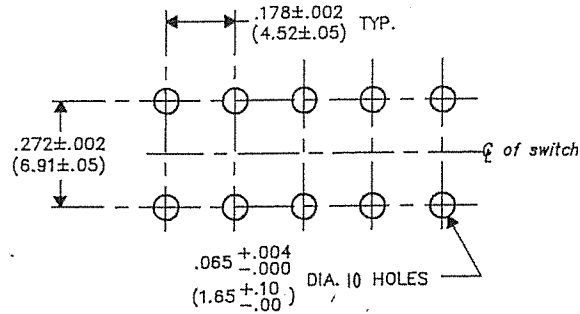 .178±.002 TYP.
(4.52±.05)
.272±.002
(6.91±.05)
℄ of switch
.065 +.004 -.000
(1.65 +.10 -.00) DIA. 10 HOLES